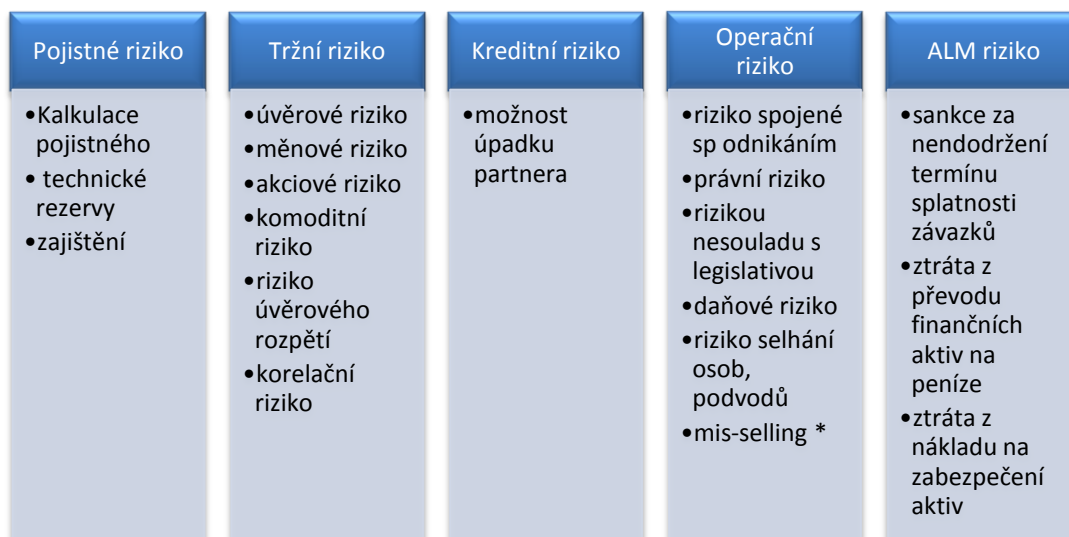 Pojistné riziko
•Kalkulace
pojistného
• technické
rezervy
•zajištění
Tržní riziko
•úvěrové riziko
•měnové riziko
•akciové riziko
•komoditní
riziko
•riziko
úvěrového
rozpětí
•korelační
riziko
Kreditní riziko
•možnost
úpadku
partnera
Operační
riziko
•riziko spojené
sp odnikáním
•právní riziko
•rizikou
nesouladu s
legislativou
•daňové riziko
•riziko selhání
osob,
podvodů
•mis-selling *
ALM riziko
•sankce za
nendodržení
termínu
splatnosti
závazků
•ztráta z
převodu
finančních
aktiv na
peníze
•ztráta z
nákladu na
zabezpečení
aktiv